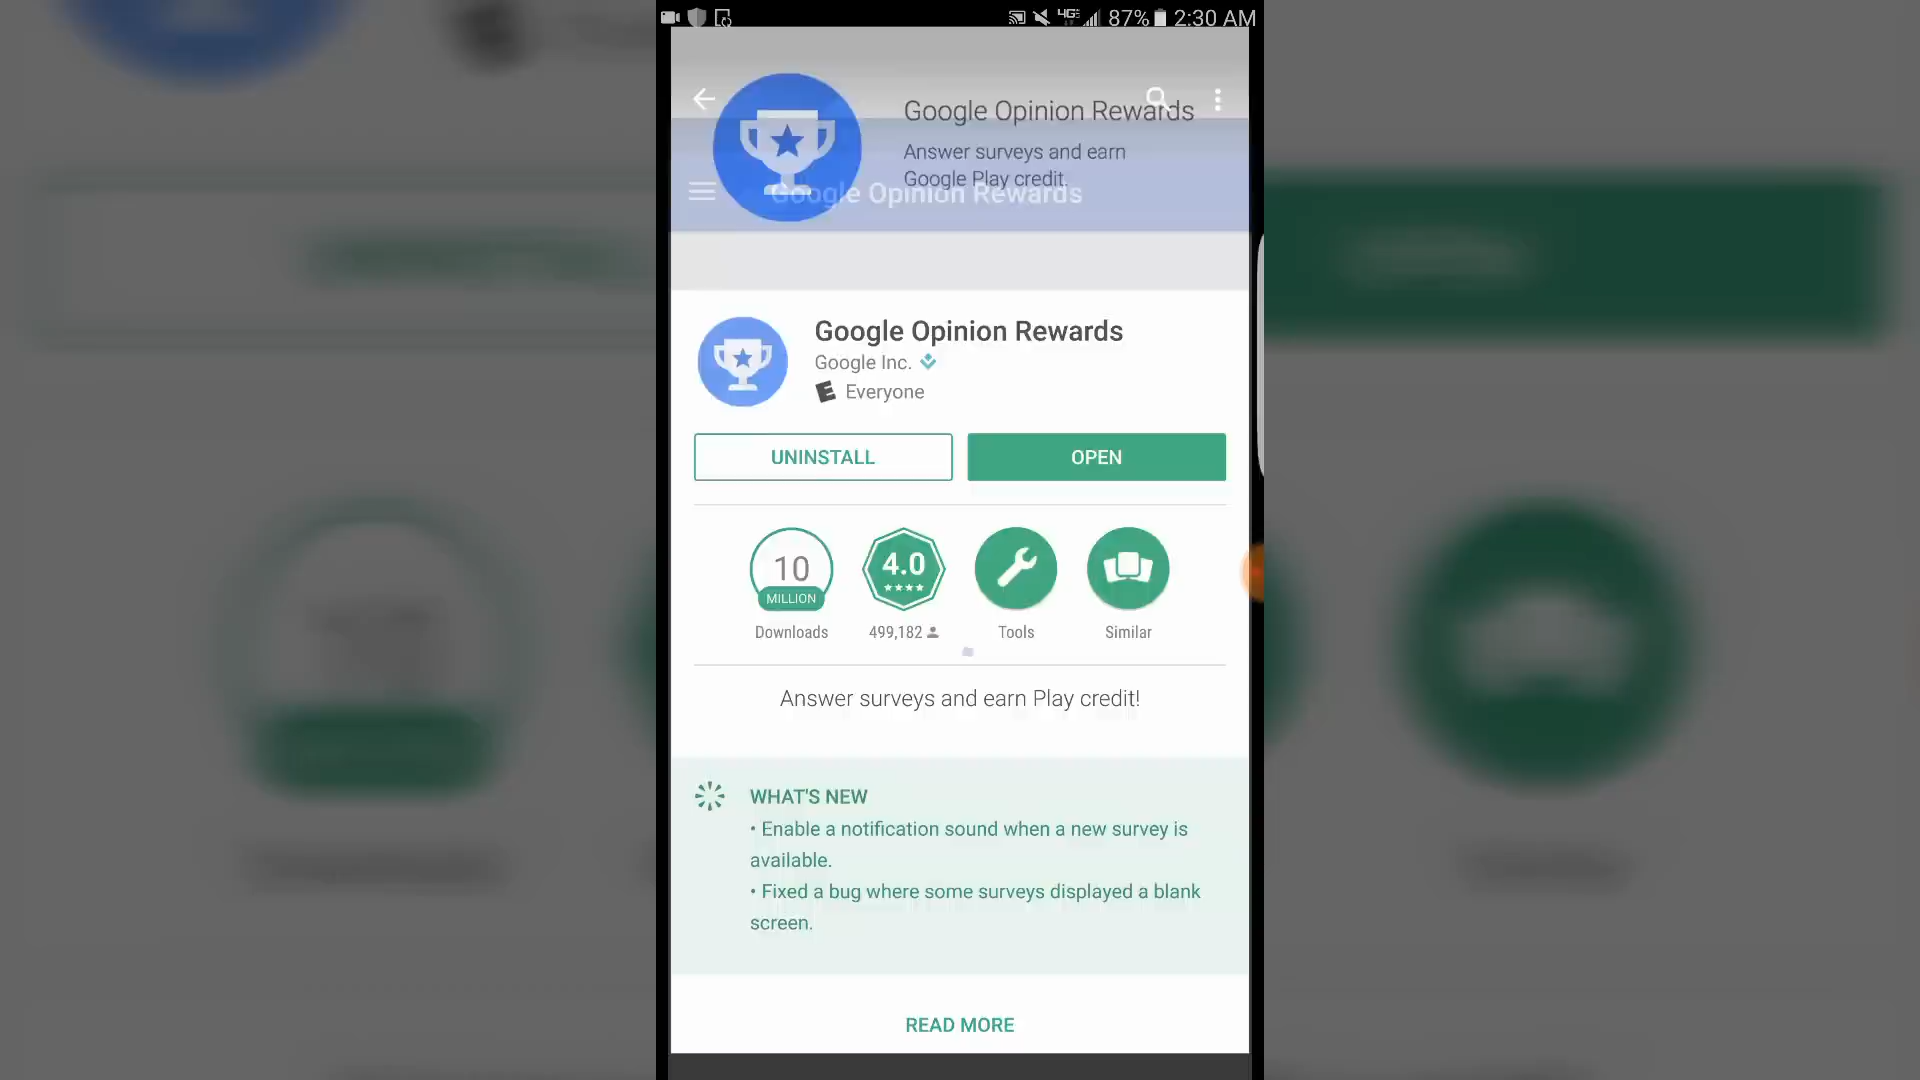 4G 87% 2:30 AM
Google Opinion Rewards
Answer surveys and earn
Google Play credit.
Google Opinion Rewards
Google Opinion Rewards
Google Inc.
E Everyone
UNINSTALL
OPEN
10
MILLION
4.0
Downloads
499,182
Tools
Similar
Answer surveys and earn Play credit!
WHAT'S NEW
• Enable a notification sound when a new survey is
available.
• Fixed a bug where some surveys displayed a blank
screen.
READ MORE